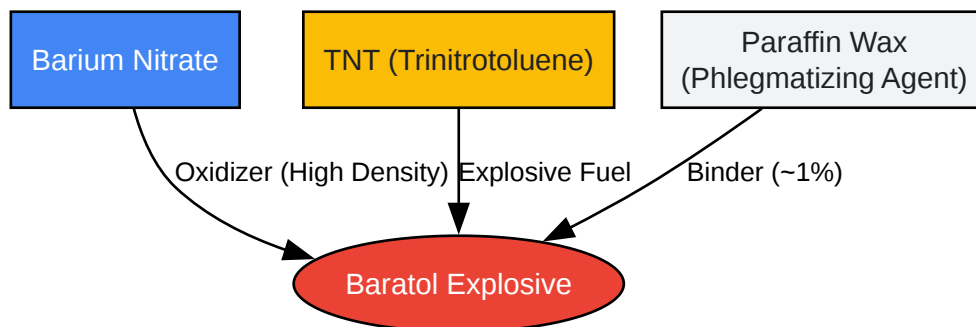 Barium Nitrate
TNT (Trinitrotoluene)
Paraffin Wax
(Phlegmatizing Agent)
Oxidizer (High Density)
Explosive Fuel
Binder (~1%)
Baratol Explosive